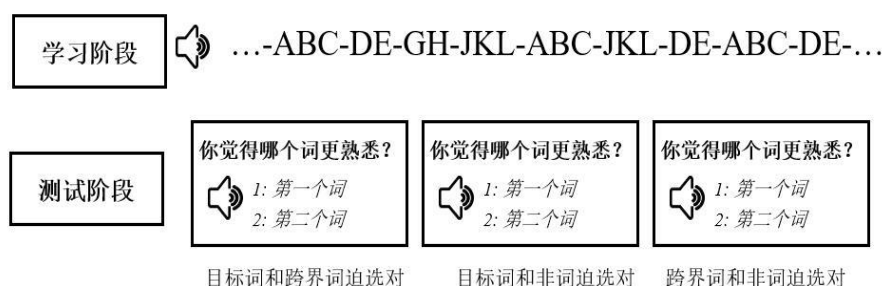 学习阶段
…-ABC-DE-GH-JKL-ABC-JKL-DE-ABC-DE-…
测试阶段
你觉得哪个词更熟悉?
1: 第一个词
2: 第二个词
你觉得哪个词更熟悉?
1: 第一个词
2: 第二个词
你觉得哪个词更熟悉?
1: 第一个词
2: 第二个词
目标词和跨界词迫选对
目标词和非词迫选对
跨界词和非词迫选对